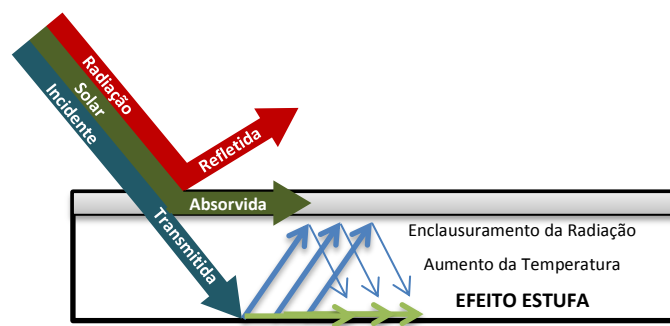 Radiação
Solar
Incidente
Refletida
Absorvida
Transmitida
Enclausuramento da Radiação
Aumento da Temperatura
EFEITO ESTUFA